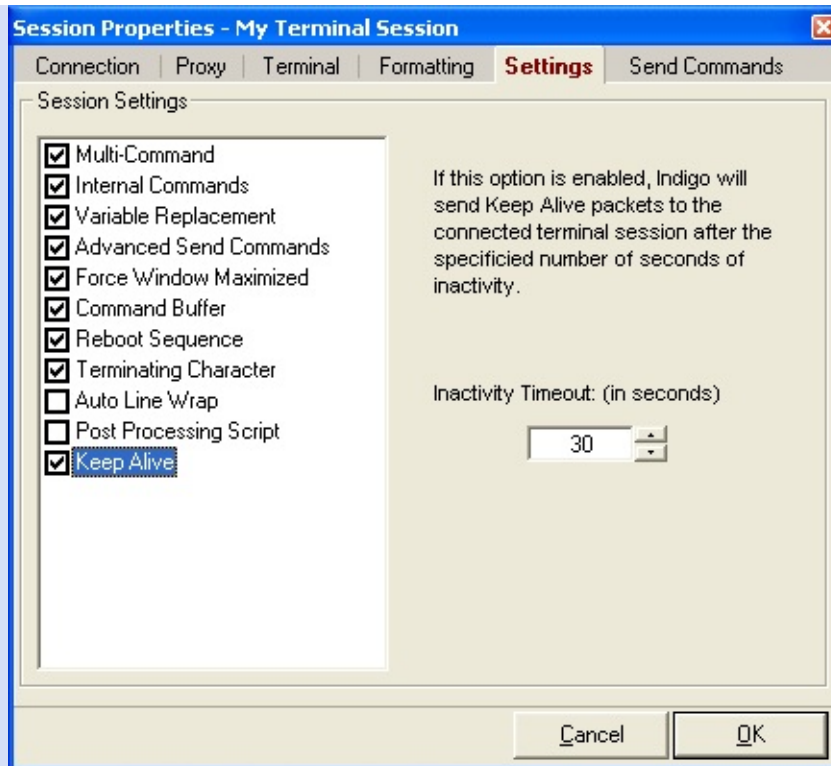 Session Properties - My Terminal Session
Connection | Proxy | Terminal | Formatting Settings Send Commands
Session Settings
Multi-Command
Internal Commands
Variable Replacement
Advanced Send Commands
Force Window Maximized
Command Buffer
Reboot Sequence
Terminating Character
Auto Line Wrap
Post Processing Script
Keep Alive
If this option is enabled, Indigo will
send Keep Alive packets to the
connected terminal session after the
specificied number of seconds of
inactivity.
Inactivity Timeout: (in seconds)
30
Cancel
OK